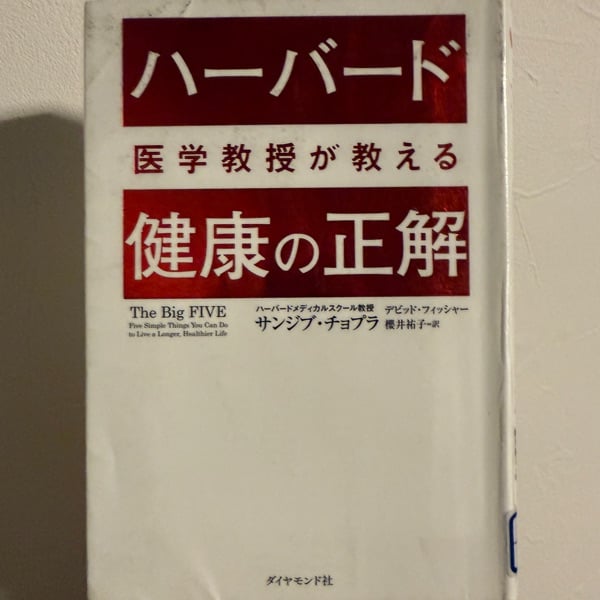 ハーバード
医学教授が教える
健康の正解
The Big FIVE
Five Simple Things You Can Do
to Live a Longer, Healthier Life
ハーバードメディカルスクール教授
サンジブ・チョプラ
デビッド・フィッシャー
櫻井祐子=訳
ダイヤモンド社